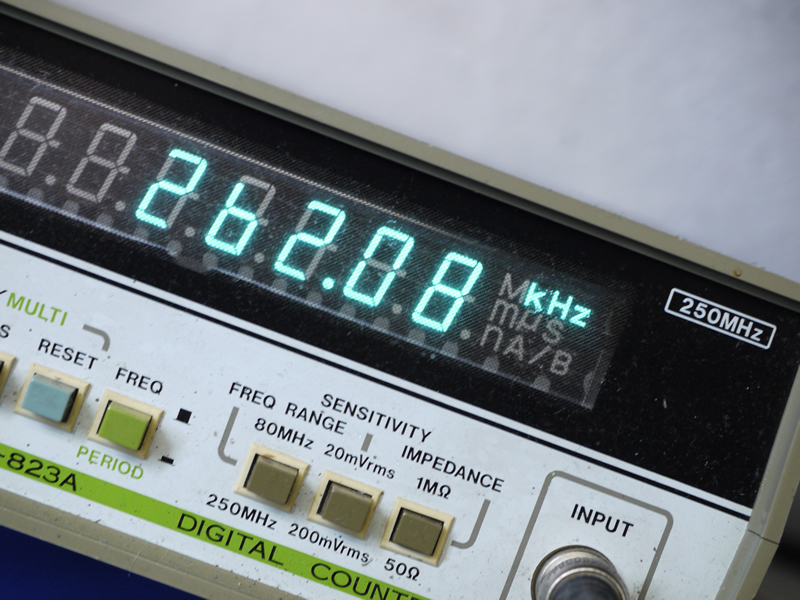 262.08 kHz
M
mµs
nA/B
250MHz
/MULTI
S RESET FREQ
PERIOD
SENSITIVITY
FREQ RANGE
80MHz 20mVrms
IMPEDANCE
1MΩ
250MHz 200mVrms 50Ω
INPUT
-823A
DIGITAL COUNT